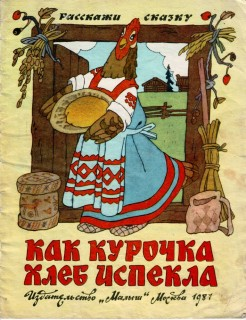 Расскажи сказку
КАК КУРОЧКА
ХЛЕБ ИСПЕКЛА
Издательство „Малыш“ Москва 1987